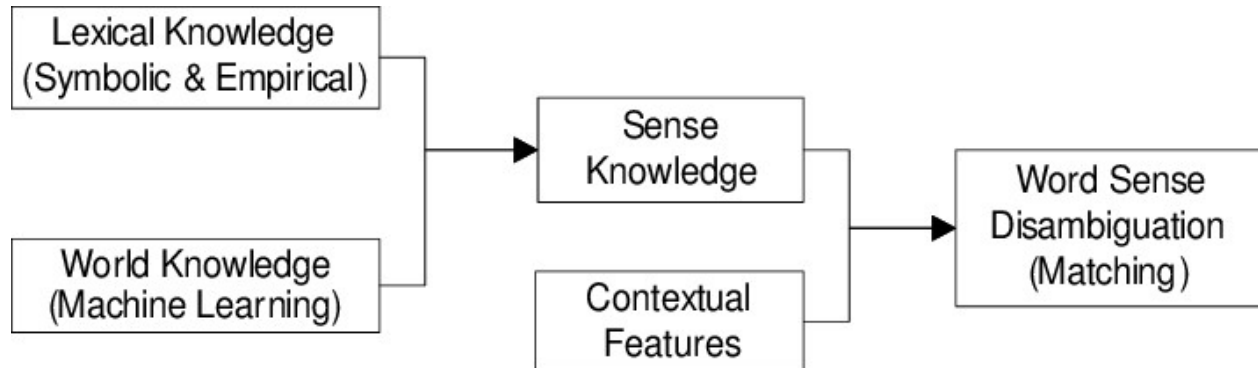 Lexical Knowledge
(Symbolic & Empirical)
World Knowledge
(Machine Learning)
Sense
Knowledge
Contextual
Features
Word Sense
Disambiguation
(Matching)